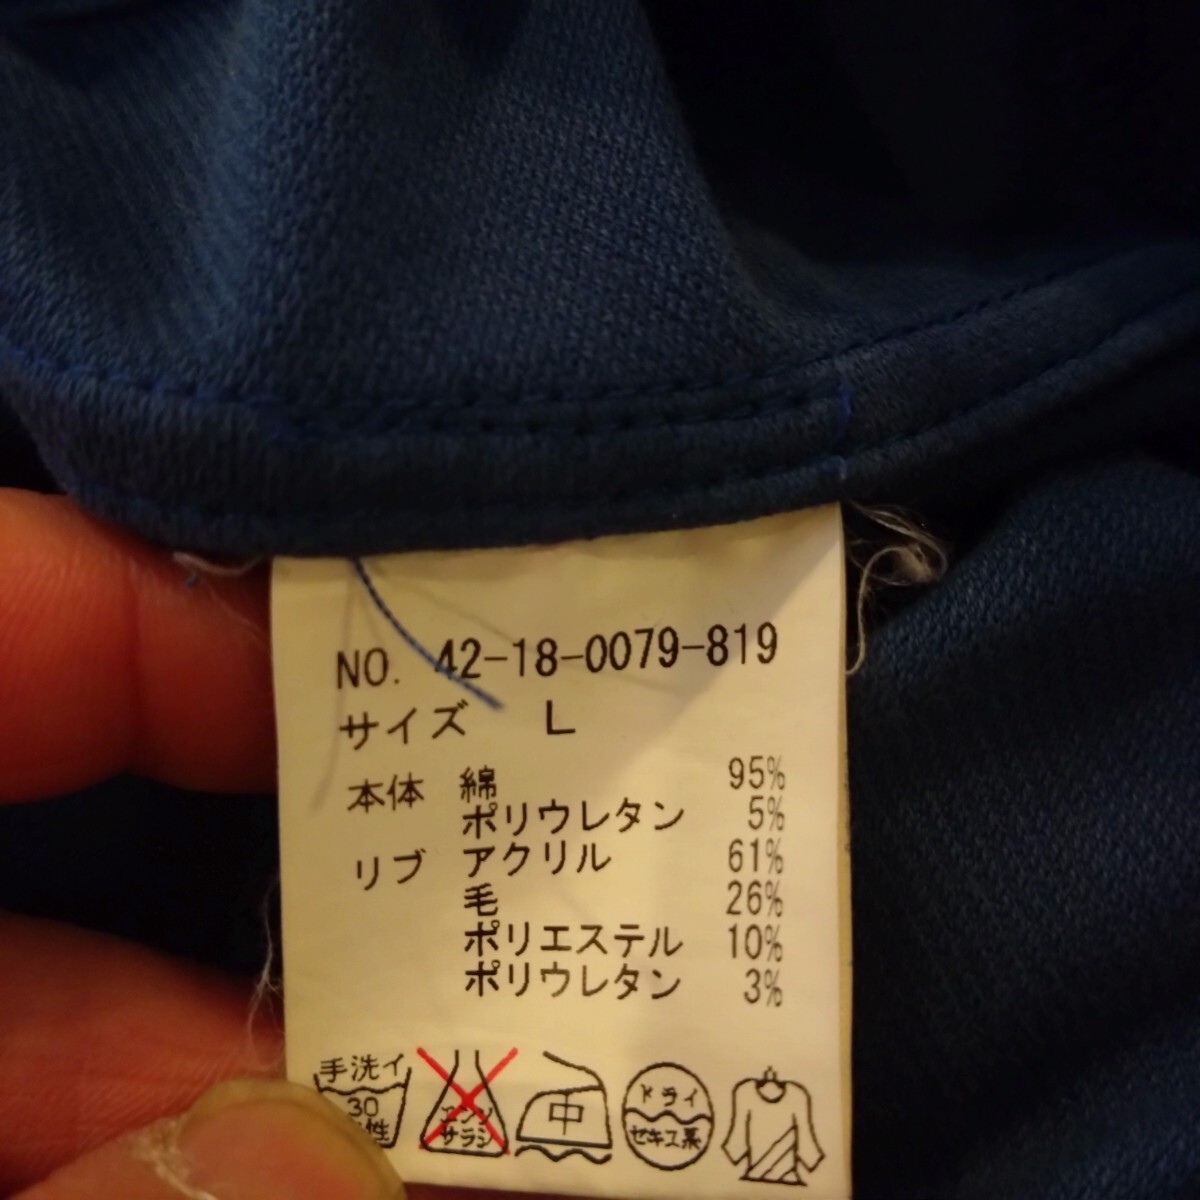 NO. 42-18-0079-819
サイズ L
本体 綿 95%
ポリウレタン 5%
リブ アクリル 61%
毛 26%
ポリエステル 10%
ポリウレタン 3%
手洗イ
30
性
エンソ
サラシ
中
ドライ
セキユ系